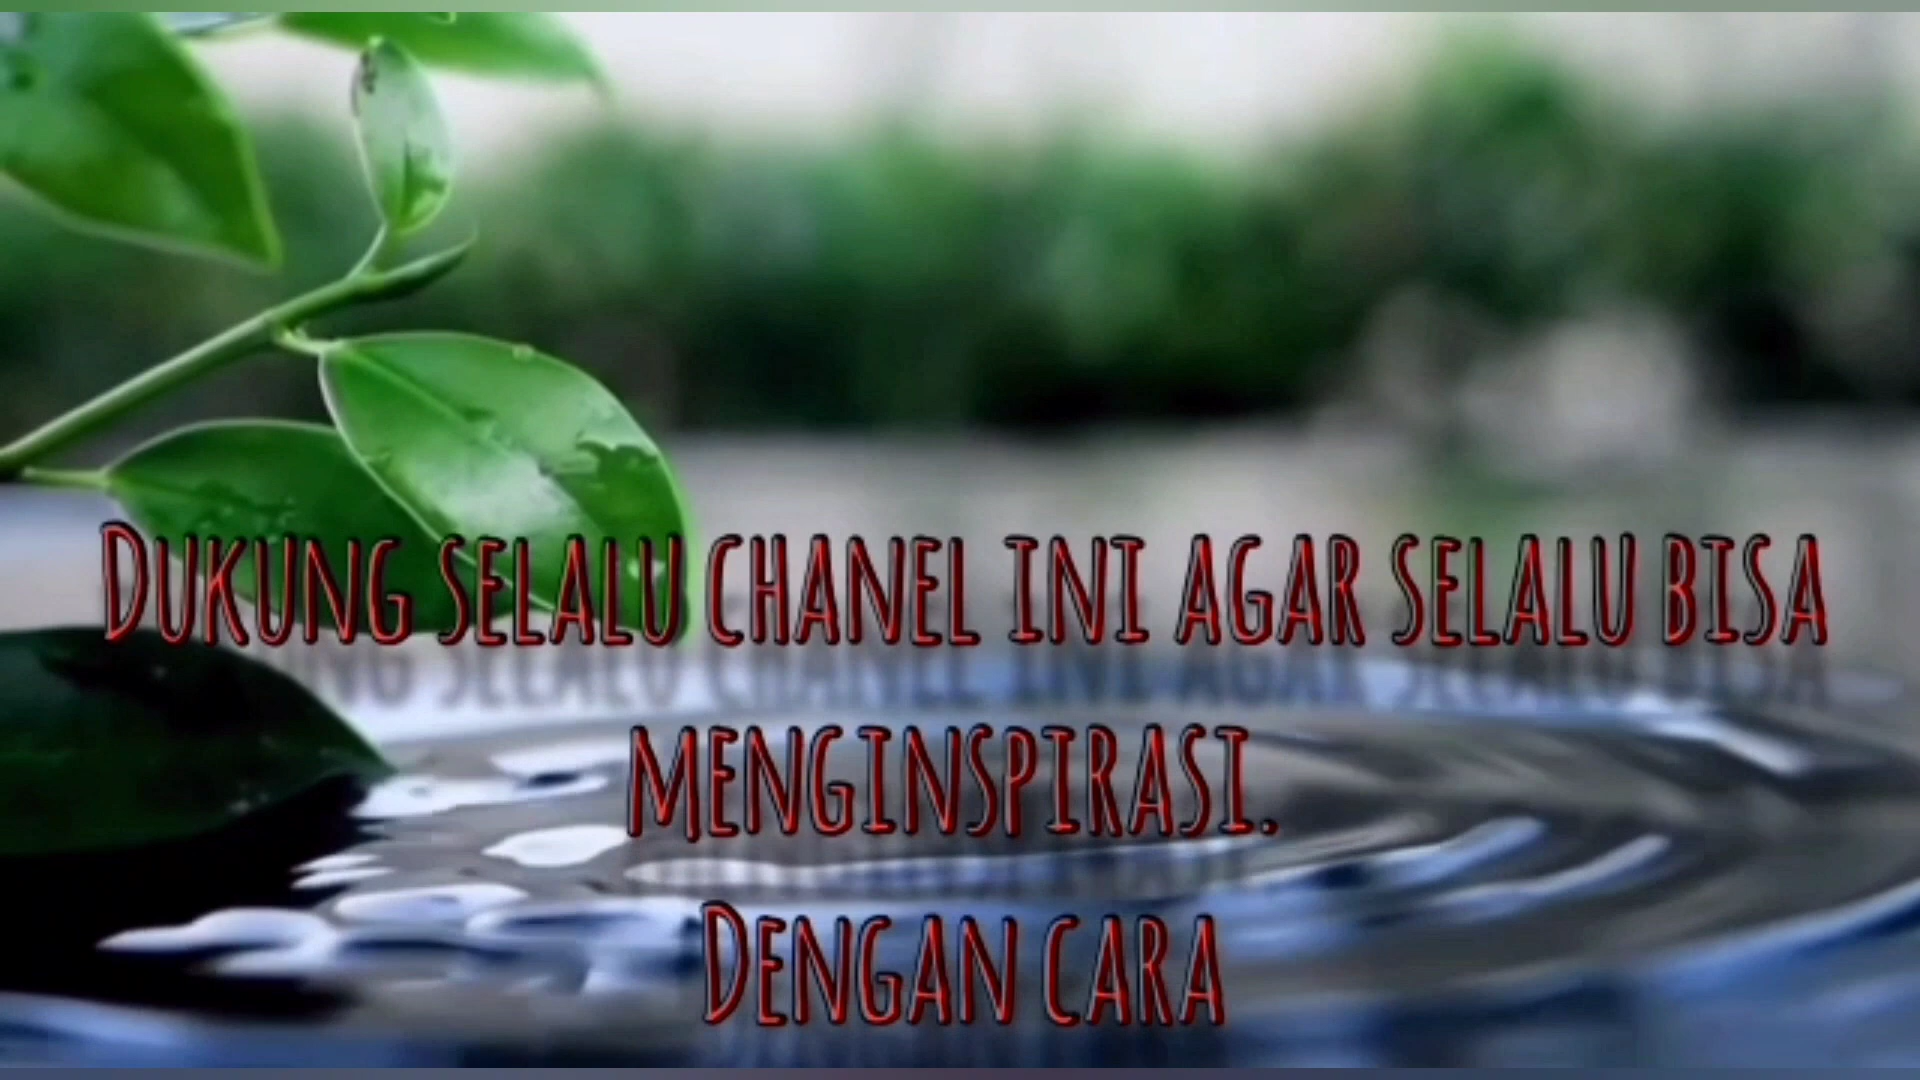 Dukung selalu chanel ini agar selalu bisa
menginspirasi.
Dengan cara